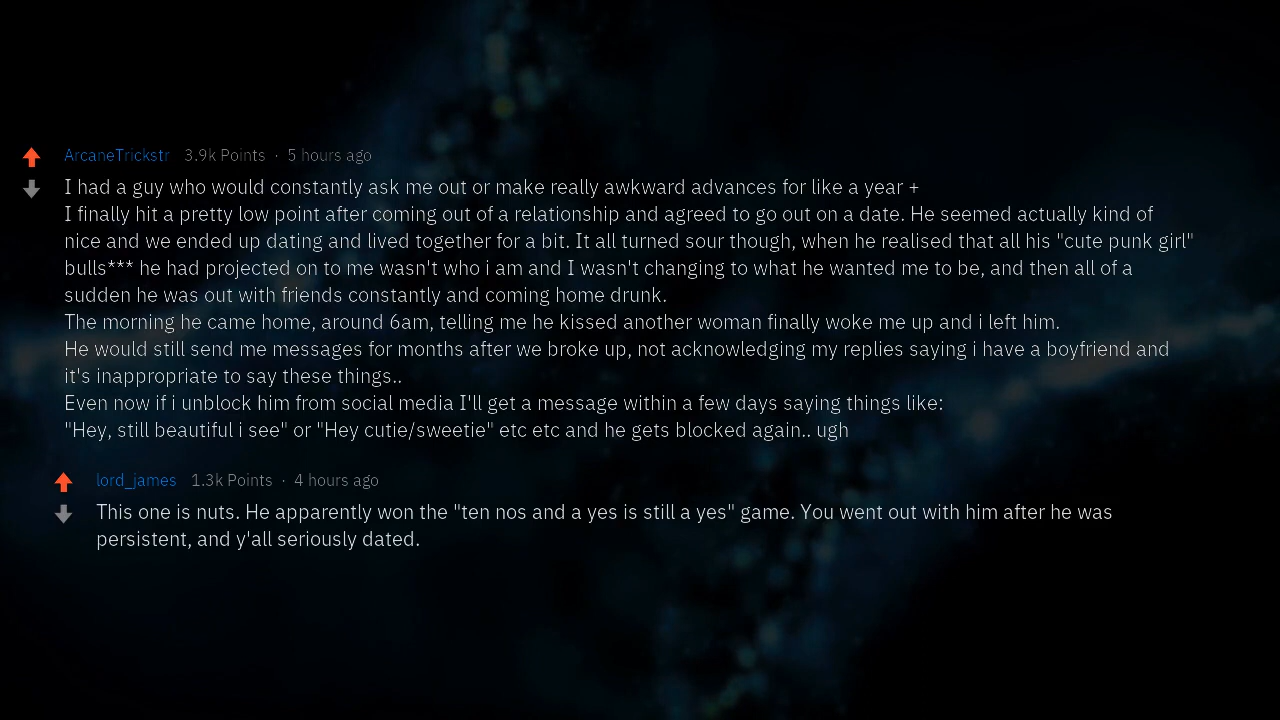 ArcaneTrickstr 3.9k Points · 5 hours ago
I had a guy who would constantly ask me out or make really awkward advances for like a year +
I finally hit a pretty low point after coming out of a relationship and agreed to go out on a date. He seemed actually kind of
nice and we ended up dating and lived together for a bit. It all turned sour though, when he realised that all his "cute punk girl"
bulls*** he had projected on to me wasn't who i am and I wasn't changing to what he wanted me to be, and then all of a
sudden he was out with friends constantly and coming home drunk.
The morning he came home, around 6am, telling me he kissed another woman finally woke me up and i left him.
He would still send me messages for months after we broke up, not acknowledging my replies saying i have a boyfriend and
it's inappropriate to say these things..
Even now if i unblock him from social media I'll get a message within a few days saying things like:
"Hey, still beautiful i see" or "Hey cutie/sweetie" etc etc and he gets blocked again.. ugh
lord_james 1.3k Points · 4 hours ago
This one is nuts. He apparently won the "ten nos and a yes is still a yes" game. You went out with him after he was
persistent, and y'all seriously dated.